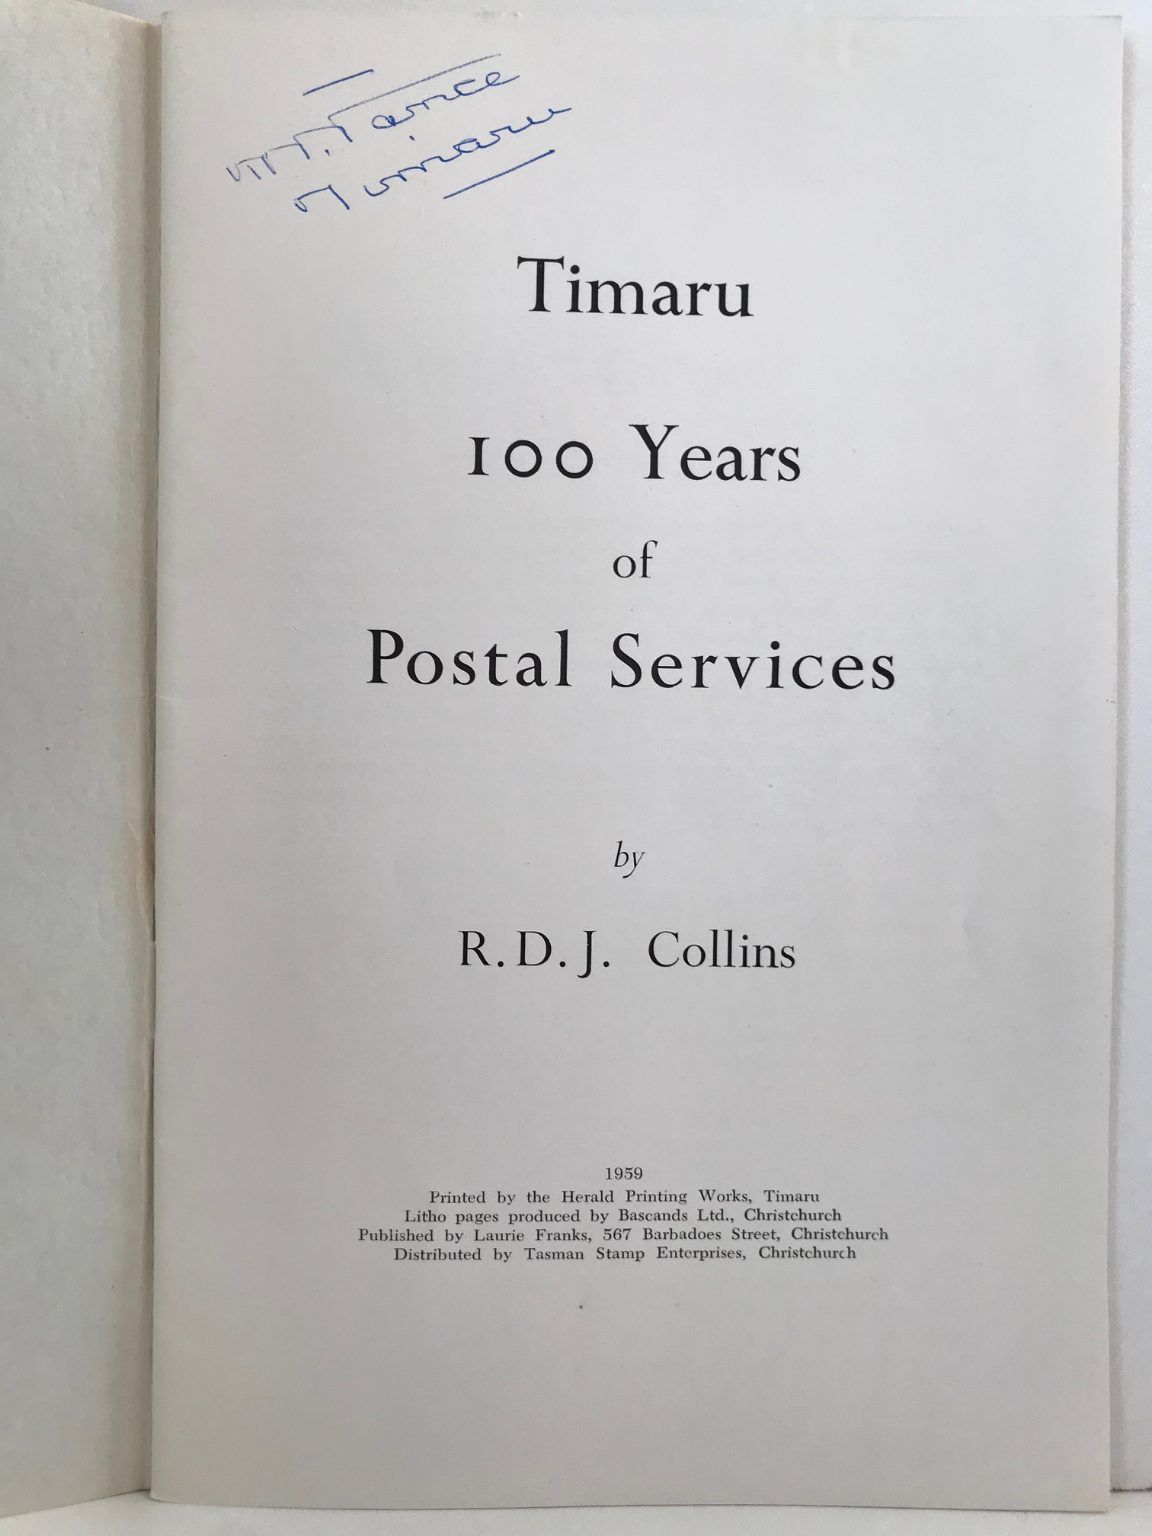 Timaru
Timaru
100 Years
of
Postal Services
by
R. D. J. Collins
1959
Printed by the Herald Printing Works, Timaru
Litho pages produced by Bascands Ltd., Christchurch
Published by Laurie Franks, 567 Barbadoes Street, Christchurch
Distributed by Tasman Stamp Enterprises, Christchurch